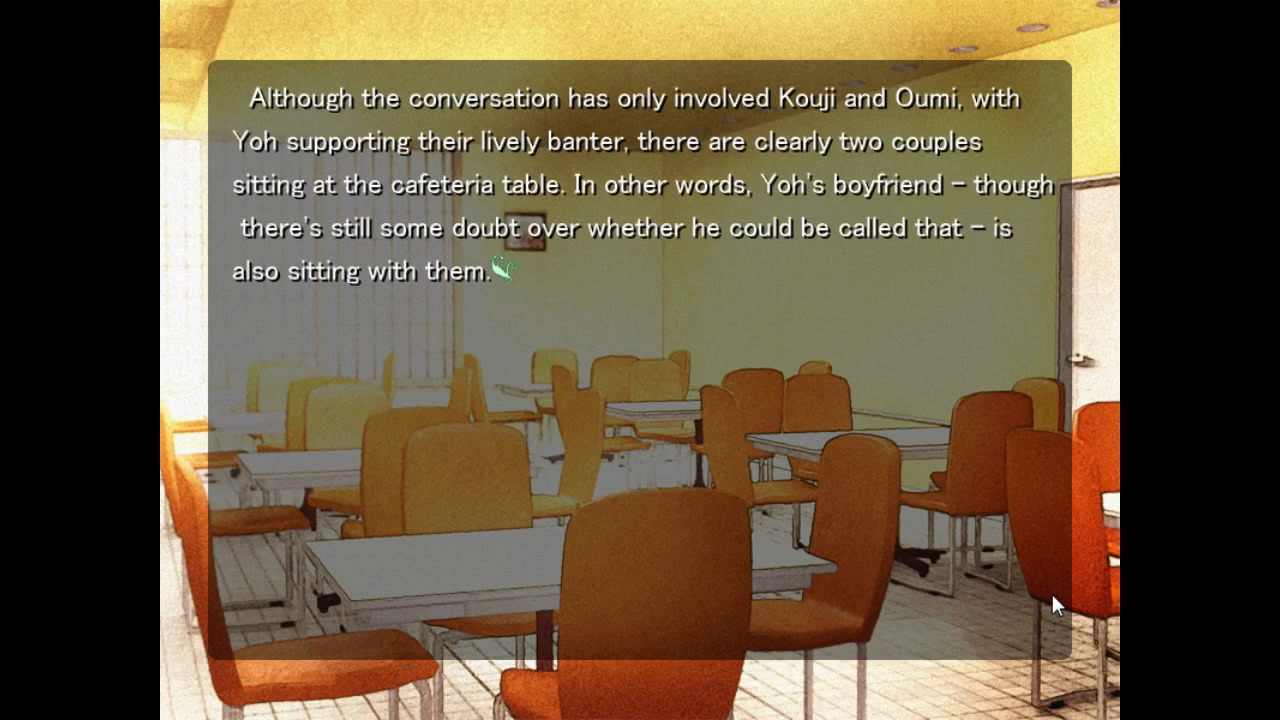 Although the conversation has only involved Kouji and Oumi, with
Yoh supporting their lively banter, there are clearly two couples
sitting at the cafeteria table. In other words, Yoh's boyfriend – though
there's still some doubt over whether he could be called that – is
also sitting with them.